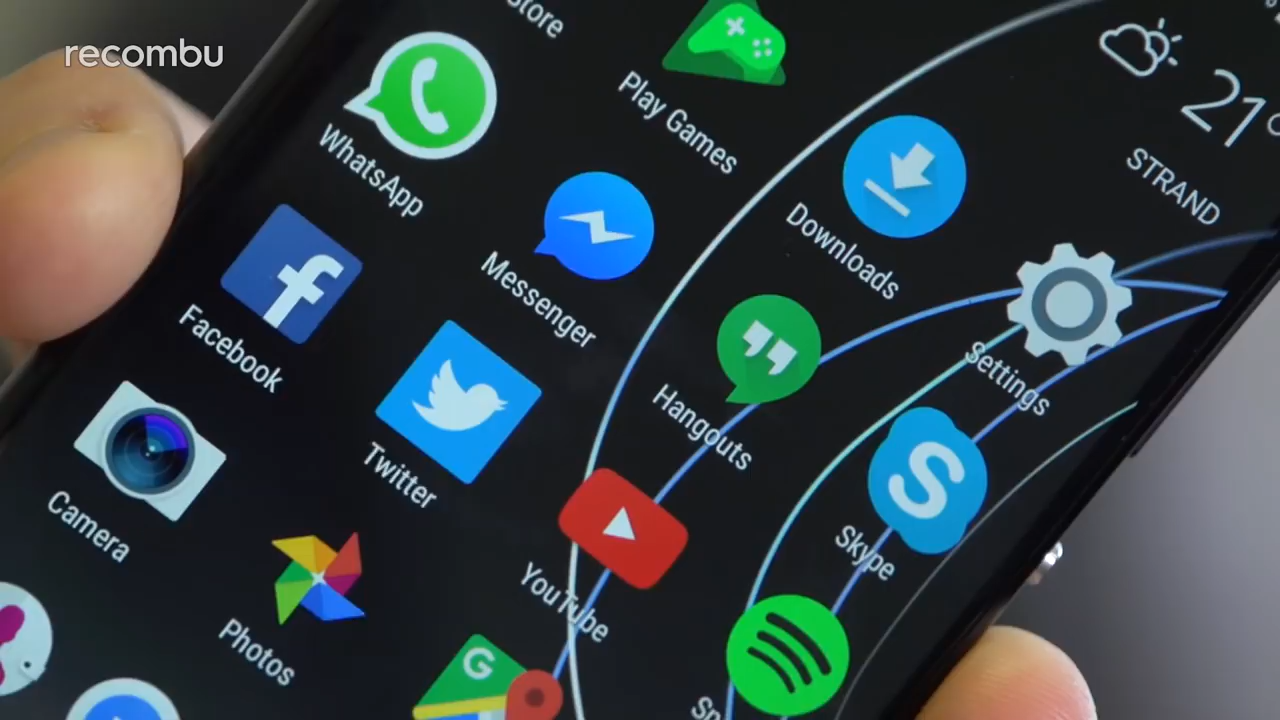 recombu
Store
Play Games
WhatsApp
21°
STRAND
Downloads
Messenger
Facebook
Settings
Hangouts
Twitter
Camera
Skype
YouTube
Photos
G